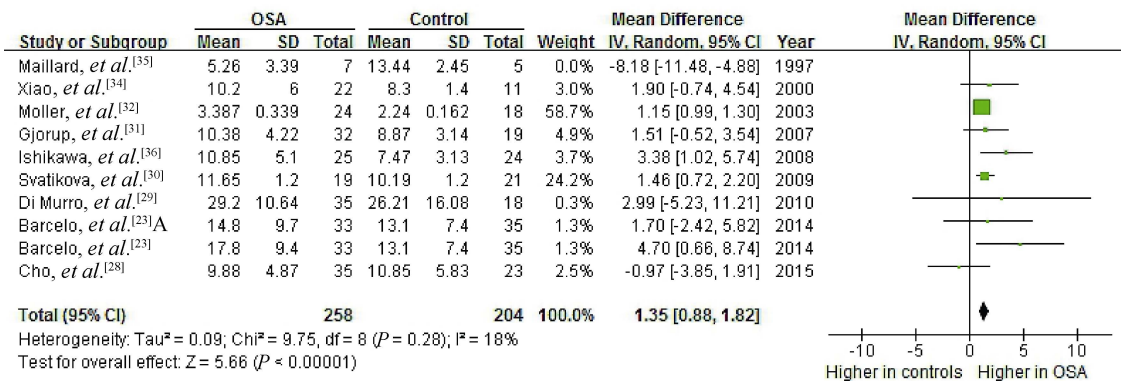 OSA Control Mean Difference Mean Difference
Study or Subgroup Mean SD Total Mean SD Total Weight IV, Random, 95% CI Year IV, Random, 95% CI
Maillard, et al.[35] 5.26 3.39 7 13.44 2.45 5 0.0% -8.18 [-11.48, -4.88] 1997
Xiao, et al.[34] 10.2 6 22 8.3 1.4 11 3.0% 1.90 [-0.74, 4.54] 2000
Moller, et al.[32] 3.387 0.339 24 2.24 0.162 18 58.7% 1.15 [0.99, 1.30] 2003
Gjorup, et al.[31] 10.38 4.22 32 8.87 3.14 19 4.9% 1.51 [-0.52, 3.54] 2007
Ishikawa, et al.[36] 10.85 5.1 25 7.47 3.13 24 3.7% 3.38 [1.02, 5.74] 2008
Svatikova, et al.[30] 11.65 1.2 19 10.19 1.2 21 24.2% 1.46 [0.72, 2.20] 2009
Di Murro, et al.[29] 29.2 10.64 35 26.21 16.08 18 0.3% 2.99 [-5.23, 11.21] 2010
Barcelo, et al.[23]A 14.8 9.7 33 13.1 7.4 35 1.3% 1.70 [-2.42, 5.82] 2014
Barcelo, et al.[23] 17.8 9.4 33 13.1 7.4 35 1.3% 4.70 [0.66, 8.74] 2014
Cho, et al.[28] 9.88 4.87 35 10.85 5.83 23 2.5% -0.97 [-3.85, 1.91] 2015
Total (95% CI) 258 204 100.0% 1.35 [0.88, 1.82]
Heterogeneity: Tau² = 0.09; Chi² = 9.75, df = 8 (P = 0.28); I² = 18%
Test for overall effect: Z = 5.66 (P < 0.00001)
-10 -5 0 5 10
Higher in controls Higher in OSA